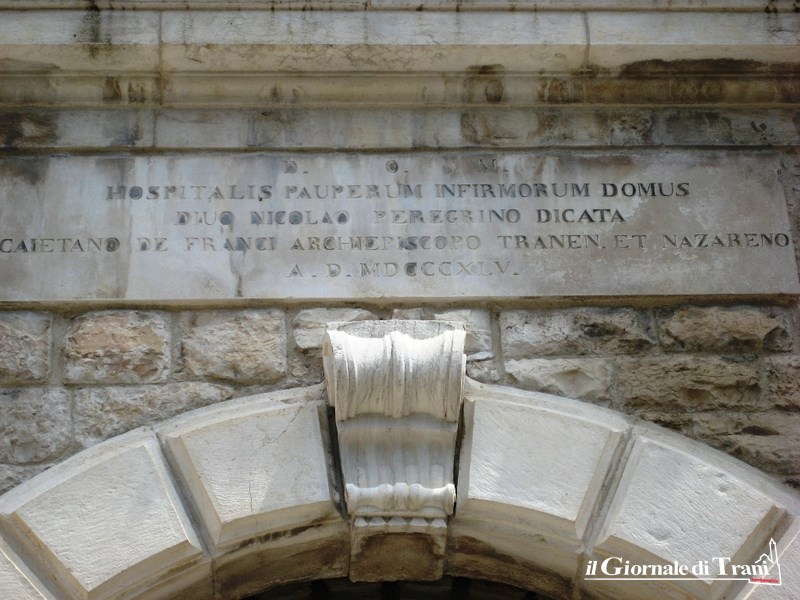 D. O. M.
HOSPITALIS PAUPERUM INFIRMORUM DOMUS
DIUO NICOLAO PEREGRINO DICATA
CAIETANO DE FRANCI ARCHIEPISCOPO TRANEN. ET NAZARENO
A. D. MDCCCXLV.
il Giornale di Trani